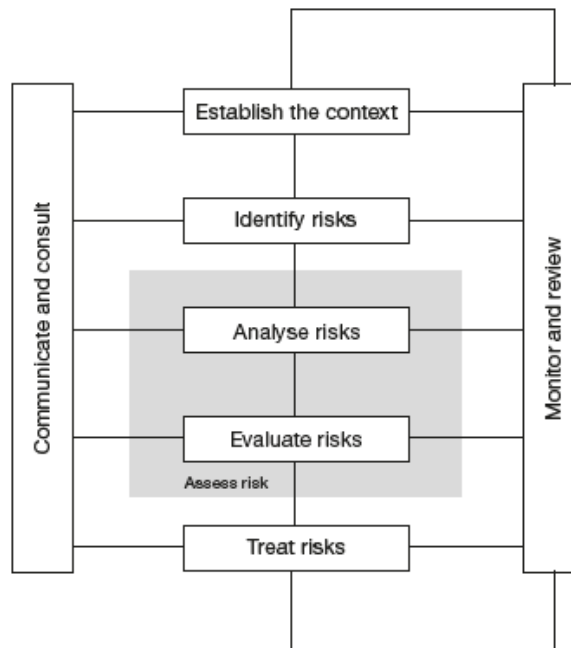 Establish the context
Identify risks
Analyse risks
Evaluate risks
Assess risk
Treat risks
Communicate and consult
Monitor and review